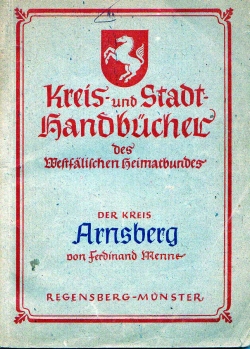 Kreis- und Stadt-
Handbücher
des
Westfälischen Heimatbundes
DER KREIS
Arnsberg
von Ferdinand Menne
REGENSBERG-MÜNSTER